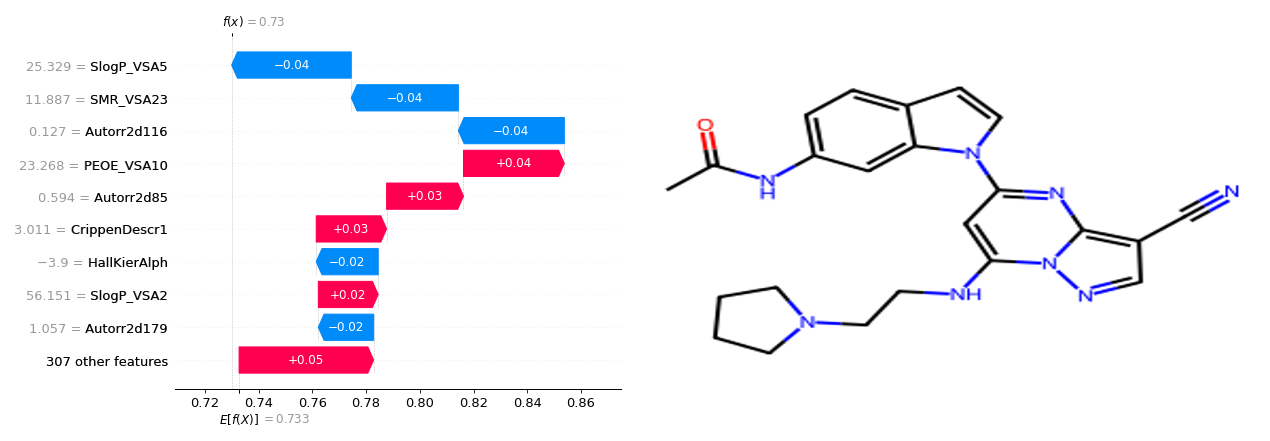 f(x) = 0.73
25.329 = SlogP_VSA5
−0.04
11.887 = SMR_VSA23
−0.04
0.127 = Autorr2d116
−0.04
23.268 = PEOE_VSA10
+0.04
0.594 = Autorr2d85
+0.03
3.011 = CrippenDescr1
+0.03
−3.9 = HallKierAlph
−0.02
56.151 = SlogP_VSA2
+0.02
1.057 = Autorr2d179
−0.02
307 other features
+0.05
0.72 0.74 0.76 0.78 0.80 0.82 0.84 0.86
E[f(X)] = 0.733
O
N
H
N
N
N
N
N
NH
N